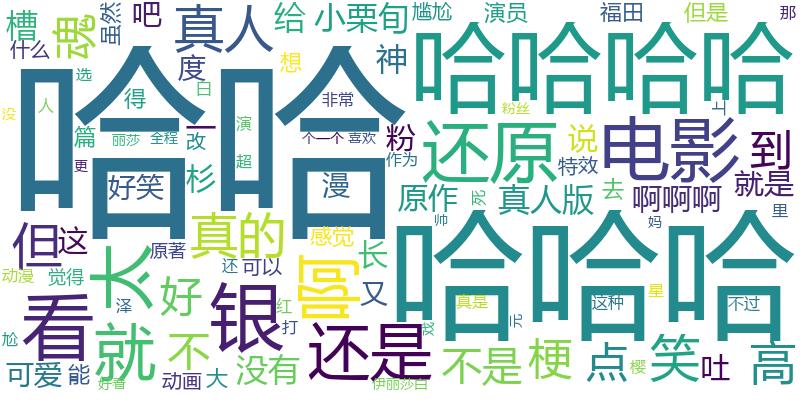 槽
魂
虽然
吧
真人
给
小栗旬
尴尬
演员
福田
但是
那
什么
度
想
神
哈哈
哈哈哈哈
没
人
选
得
白
非常
粉丝
上
篇
丽莎
全程
一
改
演
超
个一个
喜欢
粉
作为
还原
说
特效
电影
到
更
好笑
杉
漫
原作
死
真人版
去
啊啊啊
就是
里
但
这
太
原著
真的
感觉
长
帅
妈
哈哈哈
动漫
觉得
还
可以
啊
又
真是
这种
星
不过
看
泽
好
银
红
打
戏
元
尬
就
不
还是
不是
梗
点
笑
樱
吐
高
可爱
能
好看
动画
大
没有
伊丽莎白